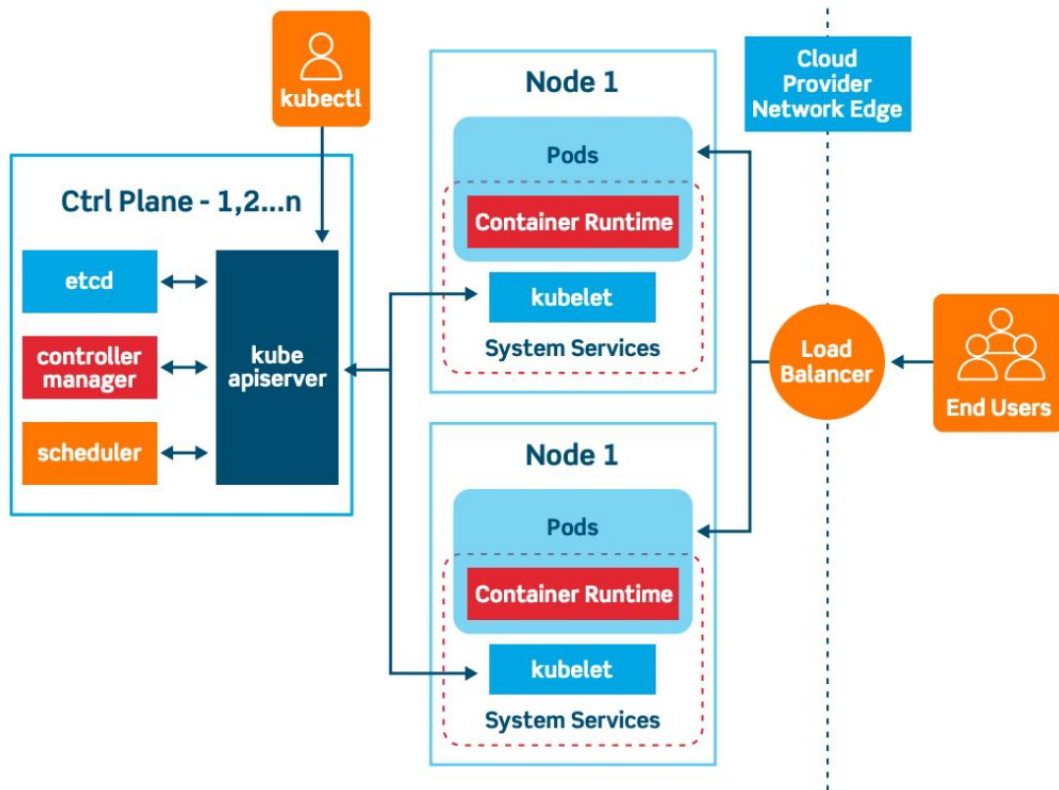 kubectl
Ctrl Plane - 1,2...n
etcd
controller
manager
scheduler
kube
apiserver
Node 1
Pods
Container Runtime
kubelet
System Services
Node 1
Pods
Container Runtime
kubelet
System Services
Cloud
Provider
Network Edge
Load
Balancer
End Users